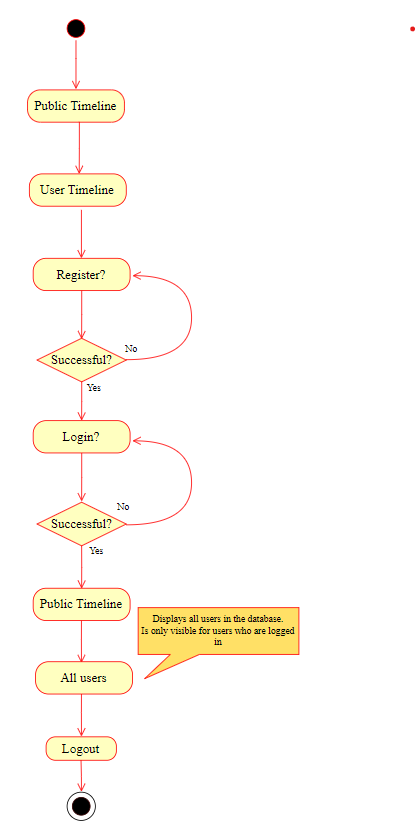 Public Timeline
User Timeline
Register?
Successful?
No
Yes
Login?
Successful?
No
Yes
Public Timeline
Displays all users in the database.
Is only visible for users who are logged
in
All users
Logout